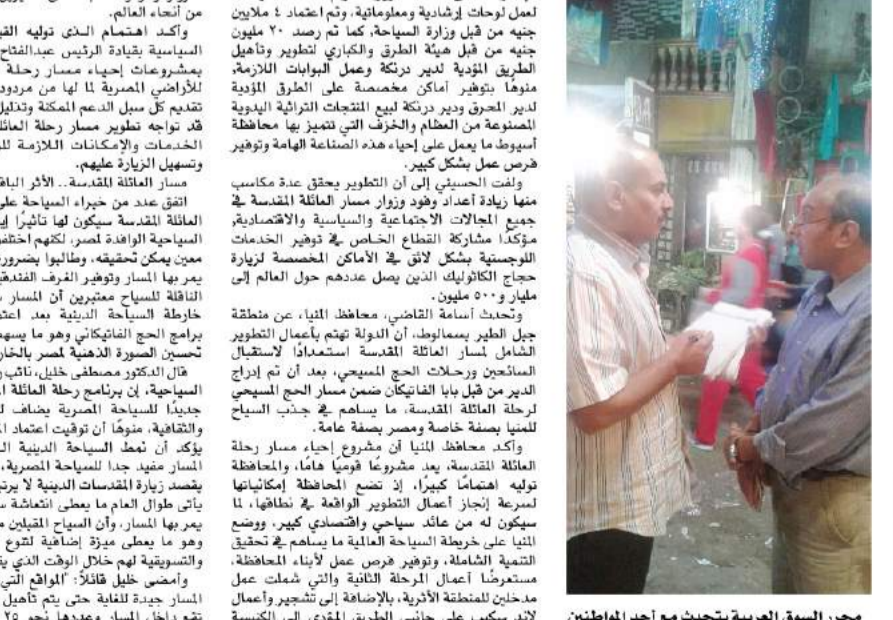 لعمل لوحات إرشادية ومعلوماتية، وتم اعتماد ٤ ملايين
جنيه من قبل وزارة السياحة، كما تم رصد ٢٠ مليون
جنيه من قبل هيئة الطرق والكباري لتطوير وتأهيل
الطريق المؤدية لدير درنكة وعمل البوابات اللازمة،
منوهًا بتوفير أماكن مخصصة على الطرق المؤدية
لدير المحرق ودير درنكة لبيع المنتجات التراثية اليدوية
المصنوعة من العظام والخزف التي تتميز بها محافظة
أسيوط ما يعمل على إحياء هذه الصناعة الهامة وتوفير
فرص عمل بشكل كبير.
ولفت الحسيني إلى أن التطوير يحقق عدة مكاسب
منها زيادة أعداد وفود وزوار مسار العائلة المقدسة في
جميع المجالات الاجتماعية والسياسية والاقتصادية،
مؤكدًا مشاركة القطاع الخاص في توفير الخدمات
اللوجستية بشكل لائق في الأماكن المخصصة لزيارة
حجاج الكاثوليك الذين يصل عددهم حول العالم إلى
مليار و٥٠٠ مليون.
وتحدث أسامة القاضي، محافظ المنيا، عن منطقة
جبل الطير بسمالوط، أن الدولة تهتم بأعمال التطوير
الشامل لمسار العائلة المقدسة استعدادًا لاستقبال
السائحين ورحلات الحج المسيحي، بعد أن تم إدراج
الدير من قبل بابا الفاتيكان ضمن مسار الحج المسيحي
لرحلة العائلة المقدسة، ما يساهم في جذب السياح
للمنيا بصفة خاصة ومصر بصفة عامة.
وأكد محافظ المنيا أن مشروع إحياء مسار رحلة
العائلة المقدسة، يعد مشروعًا قوميًا هامًا، والمحافظة
توليه اهتمامًا كبيرًا، إذ تضع المحافظة إمكانياتها
لسرعة إنجاز أعمال التطوير الواقعة في نطاقها، لما
سيكون له من عائد سياحي واقتصادي كبير، ووضع
المنيا على خريطة السياحة العالمية ما يساهم في تحقيق
التنمية الشاملة، وتوفير فرص عمل لأبناء المحافظة،
مستعرضًا أعمال المرحلة الثانية والتي شملت عمل
مدخلين للمنطقة الأثرية، بالإضافة إلى تشجير وأعمال
لاند سكيب على جانبي الطريق المؤدي إلى الكنيسة
من أنحاء العالم.
وأكد اهتمام الذي توليه
السياسية بقيادة الرئيس عبدالفتاح
بمشروعات إحياء مسار رحلة
للأراضي المصرية لما لها من مردود
تقديم كل سبل الدعم الممكنة وتذليل
قد تواجه تطوير مسار رحلة
الخدمات والإمكانات اللازمة
وتسهيل الزيارة عليهم.
مسار العائلة المقدسة.. الأثر
اتفق عدد من خبراء السياحة على
العائلة المقدسة سيكون لها تأثيرًا
السياحية الوافدة لمصر، لكنهم
معين يمكن تحقيقه، وطالبوا
يمر بها المسار وتوفير الغرف
الناقلة للسياح معتبرين أن المسار
خارطة السياحة الدينية بعد
برامج الحج الفاتيكاني وهو ما
تحسين الصورة الذهنية لمصر
قال الدكتور مصطفى خليل، نائب
السياحية، إن برنامج رحلة العائلة
جديدًا للسياحة المصرية يضاف
والثقافية، منوهًا أن توقيت اعتماد
يؤكد أن نمط السياحة الدينية
المسار مفيد جدا للسياحة المصرية،
بقصد زيارة المقدسات الدينية لا
يأتى طوال العام ما يعطى انتعاشة
يمر بها المسار، وأن السياح المقبلين
وهو ما يعطى ميزة إضافية لتنوع
والتسويقية لهم خلال الوقت الذي
وأمضى خليل قائلًا: "المواقع التي
المسار جيدة للغاية حتى يتم تأهيل
تقع داخل المسار وعددها نحو ٢٥
محرر السوق العربية يتحدث مع أحد المواطنين